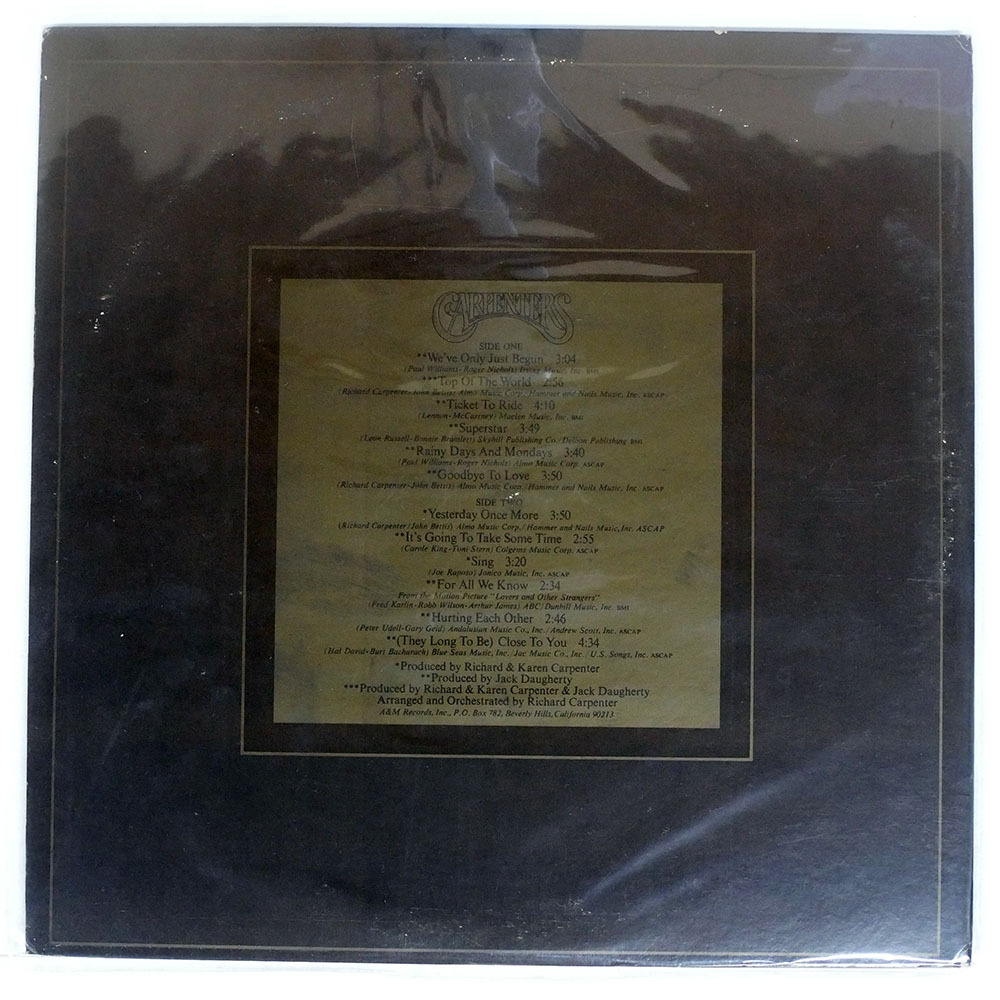 CARPENTERS
SIDE ONE
**We've Only Just Begun 3:04
(Paul Williams-Roger Nichols) Irving Music, Inc. BMI
***Top Of The World 2:56
(Richard Carpenter-John Bettis) Almo Music Corp./Hammer and Nails Music, Inc. ASCAP
**Ticket To Ride 4:10
(Lennon-McCartney) Maclen Music, Inc. BMI
**Superstar 3:49
(Leon Russell-Bonnie Bramlett) Skyhill Publishing Co./Delbon Publishing BMI
**Rainy Days And Mondays 3:40
(Paul Williams-Roger Nichols) Almo Music Corp. ASCAP
**Goodbye To Love 3:50
(Richard Carpenter-John Bettis) Almo Music Corp./Hammer and Nails Music, Inc. ASCAP
SIDE TWO
*Yesterday Once More 3:50
(Richard Carpenter/John Bettis) Almo Music Corp./Hammer and Nails Music, Inc. ASCAP
**It's Going To Take Some Time 2:55
(Carole King-Toni Stern) Colgems Music Corp. ASCAP
*Sing 3:20
(Joe Raposo) Jonico Music, Inc. ASCAP
**For All We Know 2:34
From the Motion Picture "Lovers and Other Strangers"
(Fred Karlin-Robb Wilson-Arthur James) ABC/Dunhill Music, Inc. BMI
**Hurting Each Other 2:46
(Peter Udell-Gary Geld) Andalusian Music Co., Inc./Andrew Scott, Inc. ASCAP
**(They Long To Be) Close To You 4:34
(Hal David-Burt Bacharach) Blue Seas Music, Inc./Jac Music Co., Inc./U.S. Songs, Inc. ASCAP
*Produced by Richard & Karen Carpenter
**Produced by Jack Daugherty
***Produced by Richard & Karen Carpenter & Jack Daugherty
Arranged and Orchestrated by Richard Carpenter
A&M Records, Inc., P.O. Box 782, Beverly Hills, California 90213